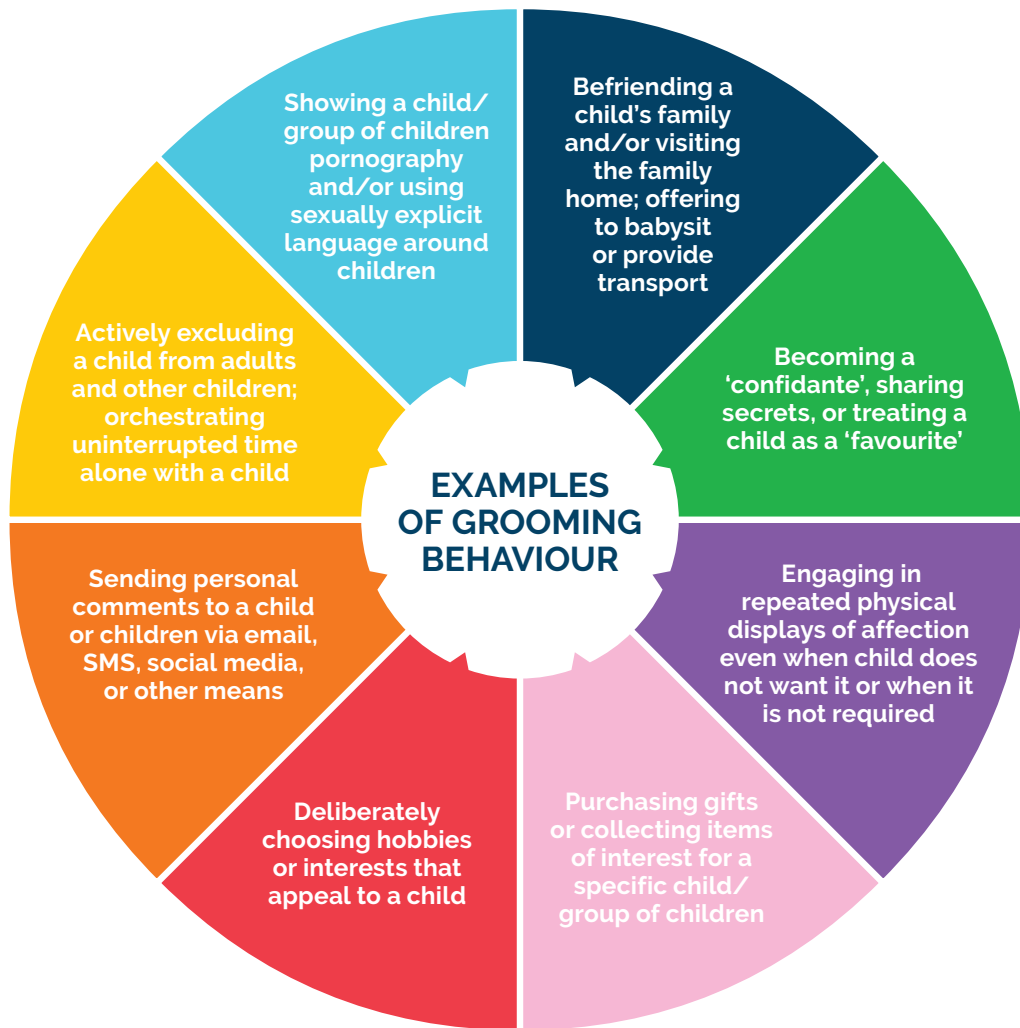 Befriending a
child’s family
and/or visiting
the family
home; offering
to babysit
or provide
transport
Becoming a
‘confidante’, sharing
secrets, or treating a
child as a ‘favourite’
Engaging in
repeated physical
displays of affection
even when child does
not want it or when it
is not required
Purchasing gifts
or collecting items
of interest for a
specific child/
group of children
Deliberately
choosing hobbies
or interests that
appeal to a child
Sending personal
comments to a child
or children via email,
SMS, social media,
or other means
Actively excluding
a child from adults
and other children;
orchestrating
uninterrupted time
alone with a child
Showing a child/
group of children
pornography
and/or using
sexually explicit
language around
children
EXAMPLES
OF GROOMING
BEHAVIOUR